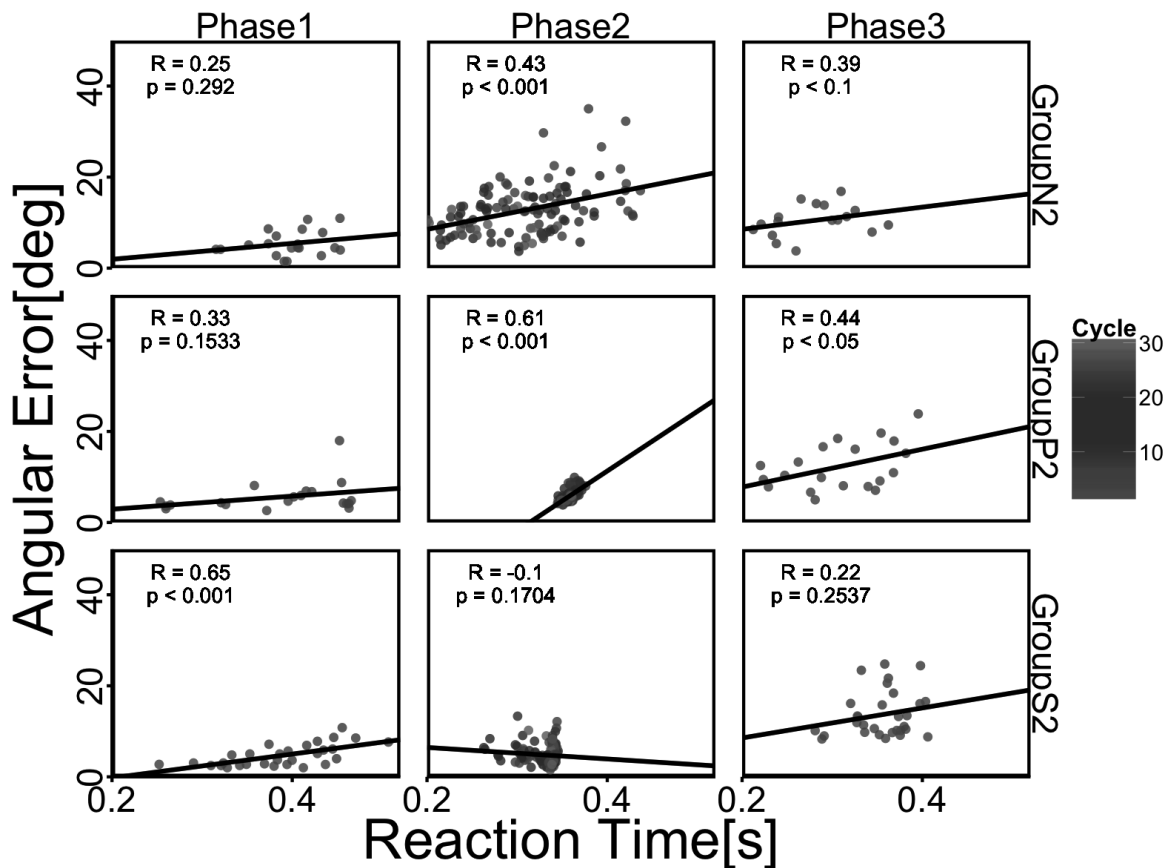 Phase1 Phase2 Phase3
R = 0.25
p = 0.292
R = 0.43
p < 0.001
R = 0.39
p < 0.1
GroupN2
40
20
0
R = 0.33
p = 0.1533
R = 0.61
p < 0.001
R = 0.44
p < 0.05
GroupP2
40
20
0
R = 0.65
p < 0.001
R = -0.1
p = 0.1704
R = 0.22
p = 0.2537
GroupS2
40
20
0
0.2 0.4 0.2 0.4 0.2 0.4
Angular Error[deg]
Reaction Time[s]
Cycle
30
20
10